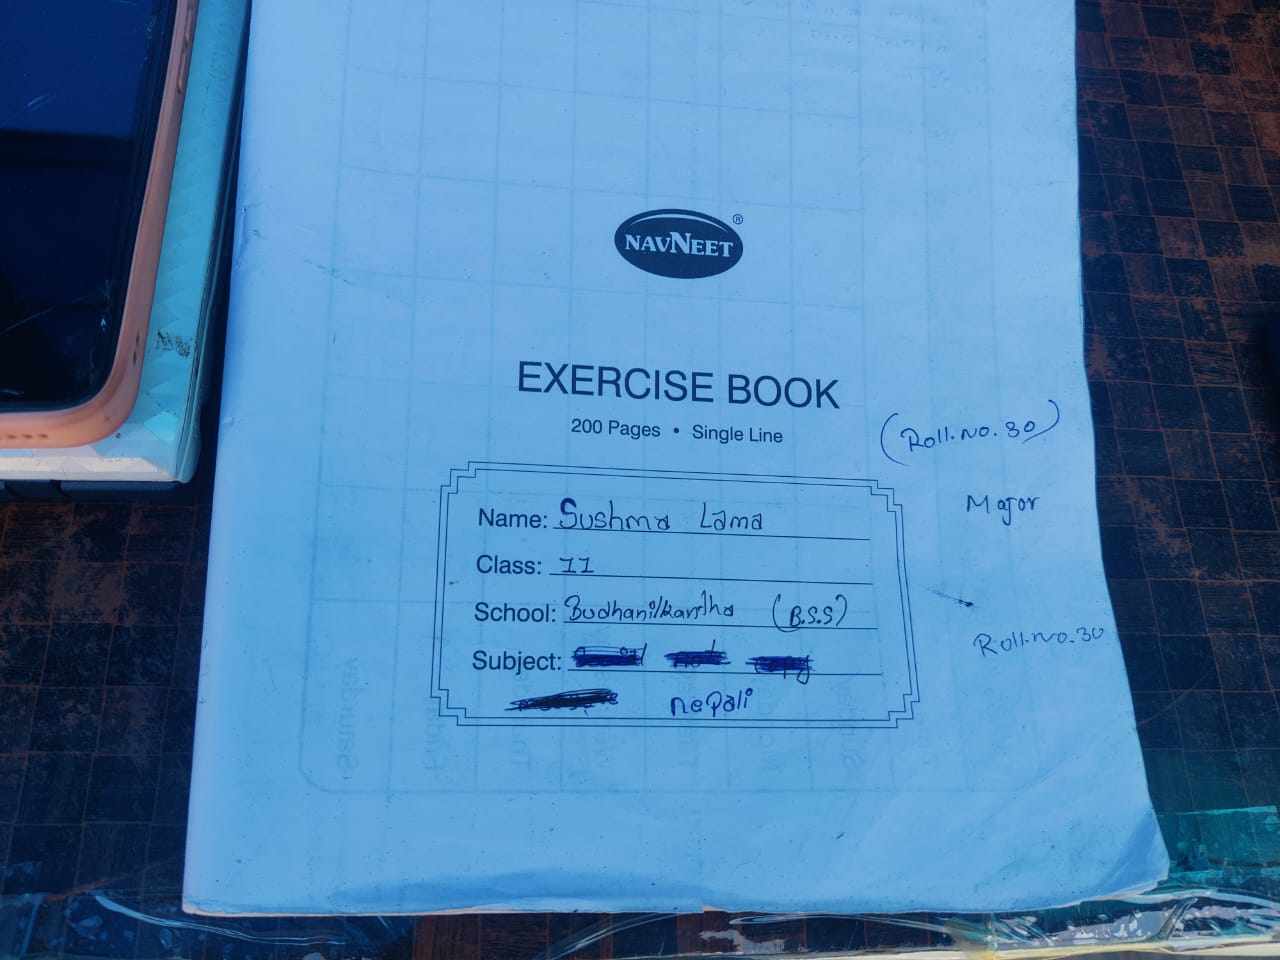 NAVNEET ®
EXERCISE BOOK
200 Pages • Single Line
(Roll.No.30)
Major
Name: Sushma Lama
Class: 11
School: Budhanilkantha (B.S.S)
Roll.No.30
Subject:
nepali
Saturday